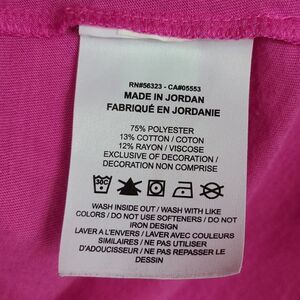 RN#56323 - CA#05553
MADE IN JORDAN
FABRIQUÉ EN JORDANIE
75% POLYESTER
13% COTTON / COTON
12% RAYON / VISCOSE
EXCLUSIVE OF DECORATION /
DECORATION NON COMPRISE
30C
WASH INSIDE OUT / WASH WITH LIKE
COLORS / DO NOT USE SOFTENERS / DO NOT
IRON DESIGN
LAVER A L'ENVERS / LAVER AVEC COULEURS
SIMILAIRES / NE PAS UTILISER
D'ADOUCISSEUR / NE PAS REPASSER LE
DESSIN